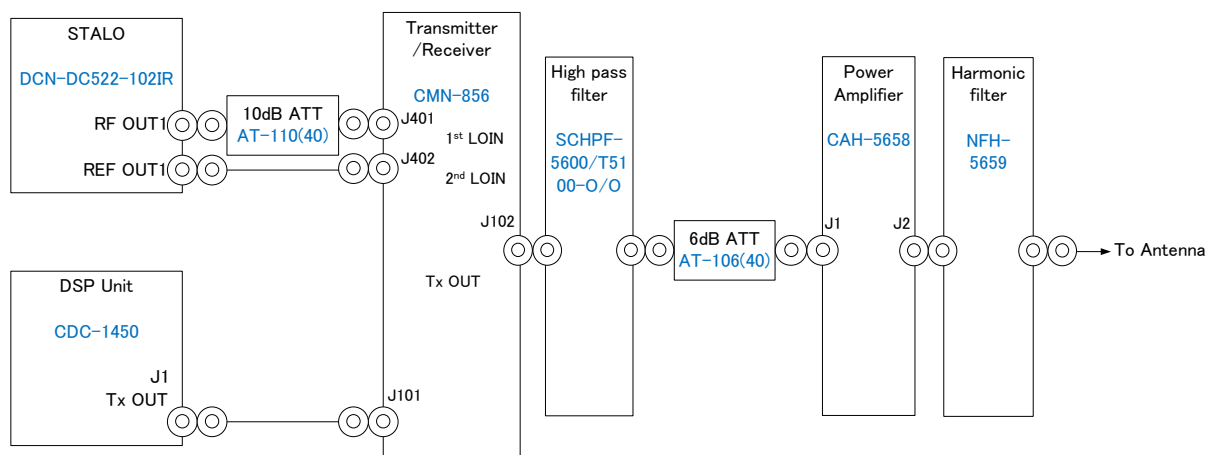 STALO
DCN-DC522-102IR
RF OUT1
REF OUT1
10dB ATT
AT-110(40)
Transmitter
/Receiver
CMN-856
J401
1st LOIN
J402
2nd LOIN
J102
Tx OUT
J101
DSP Unit
CDC-1450
J1
Tx OUT
High pass
filter
SCHPF-
5600/T51
00-O/O
6dB ATT
AT-106(40)
Power
Amplifier
CAH-5658
J1
J2
Harmonic
filter
NFH-
5659
To Antenna